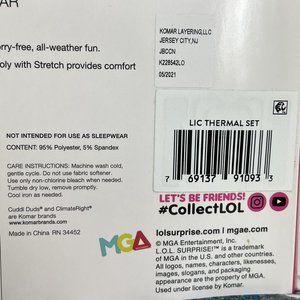 AR
rry-free, all-weather fun.
oly with Stretch provides comfort
KOMAR LAYERING,LLC
JERSEY CITY,NJ
JBCCN
K228542LO
05/2021
NOT INTENDED FOR USE AS SLEEPWEAR
CONTENT: 95% Polyester, 5% Spandex
CARE INSTRUCTIONS: Machine wash cold,
gentle cycle. Do not use fabric softener.
Use only non-chlorine bleach when needed.
Tumble dry low, remove promptly.
Cool iron as needed.
Cuddl Duds® and ClimateRight®
are Komar brands.
www.komarbrands.com
Made in China RN 34452
LIC THERMAL SET
7 69137 91093 3
LET'S BE FRIENDS!
#CollectLOL
MGA
lolsurprise.com | mgae.com
© MGA Entertainment, Inc.
L.O.L. SURPRISE!™ is a trademark
of MGA in the U.S. and other countries.
All logos, names, characters, likenesses,
images, slogans, and packaging
appearance are the property of MGA.
Used under license by Komar.